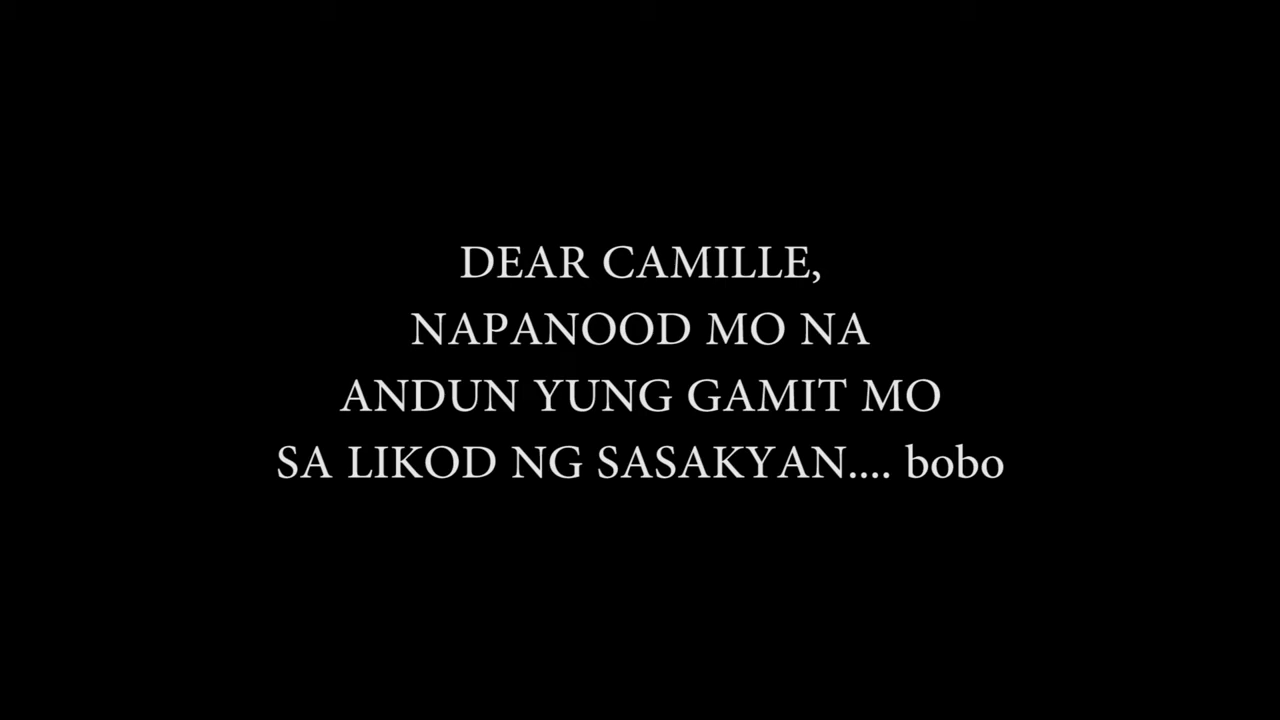 DEAR CAMILLE,
NAPANOOD MO NA
ANDUN YUNG GAMIT MO
SA LIKOD NG SASAKYAN.... bobo